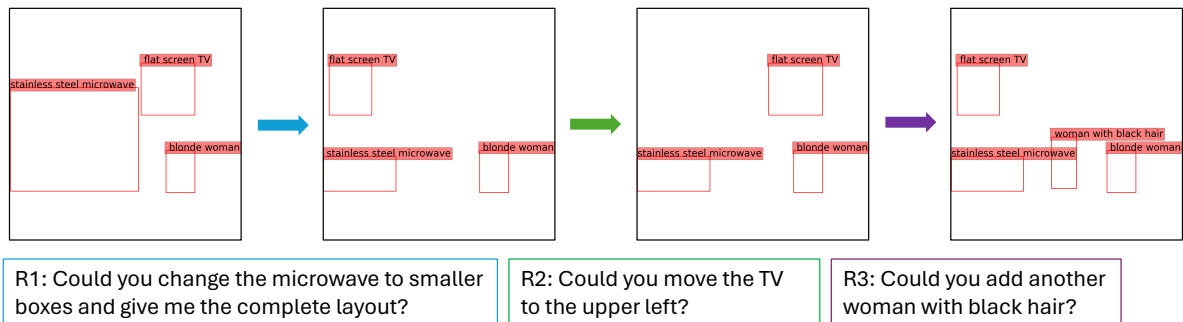 flat screen TV
stainless steel microwave
blonde woman
flat screen TV
stainless steel microwave
blonde woman
flat screen TV
stainless steel microwave
blonde woman
flat screen TV
woman with black hair
stainless steel microwave
blonde woman
R1: Could you change the microwave to smaller
boxes and give me the complete layout?
R2: Could you move the TV
to the upper left?
R3: Could you add another
woman with black hair?